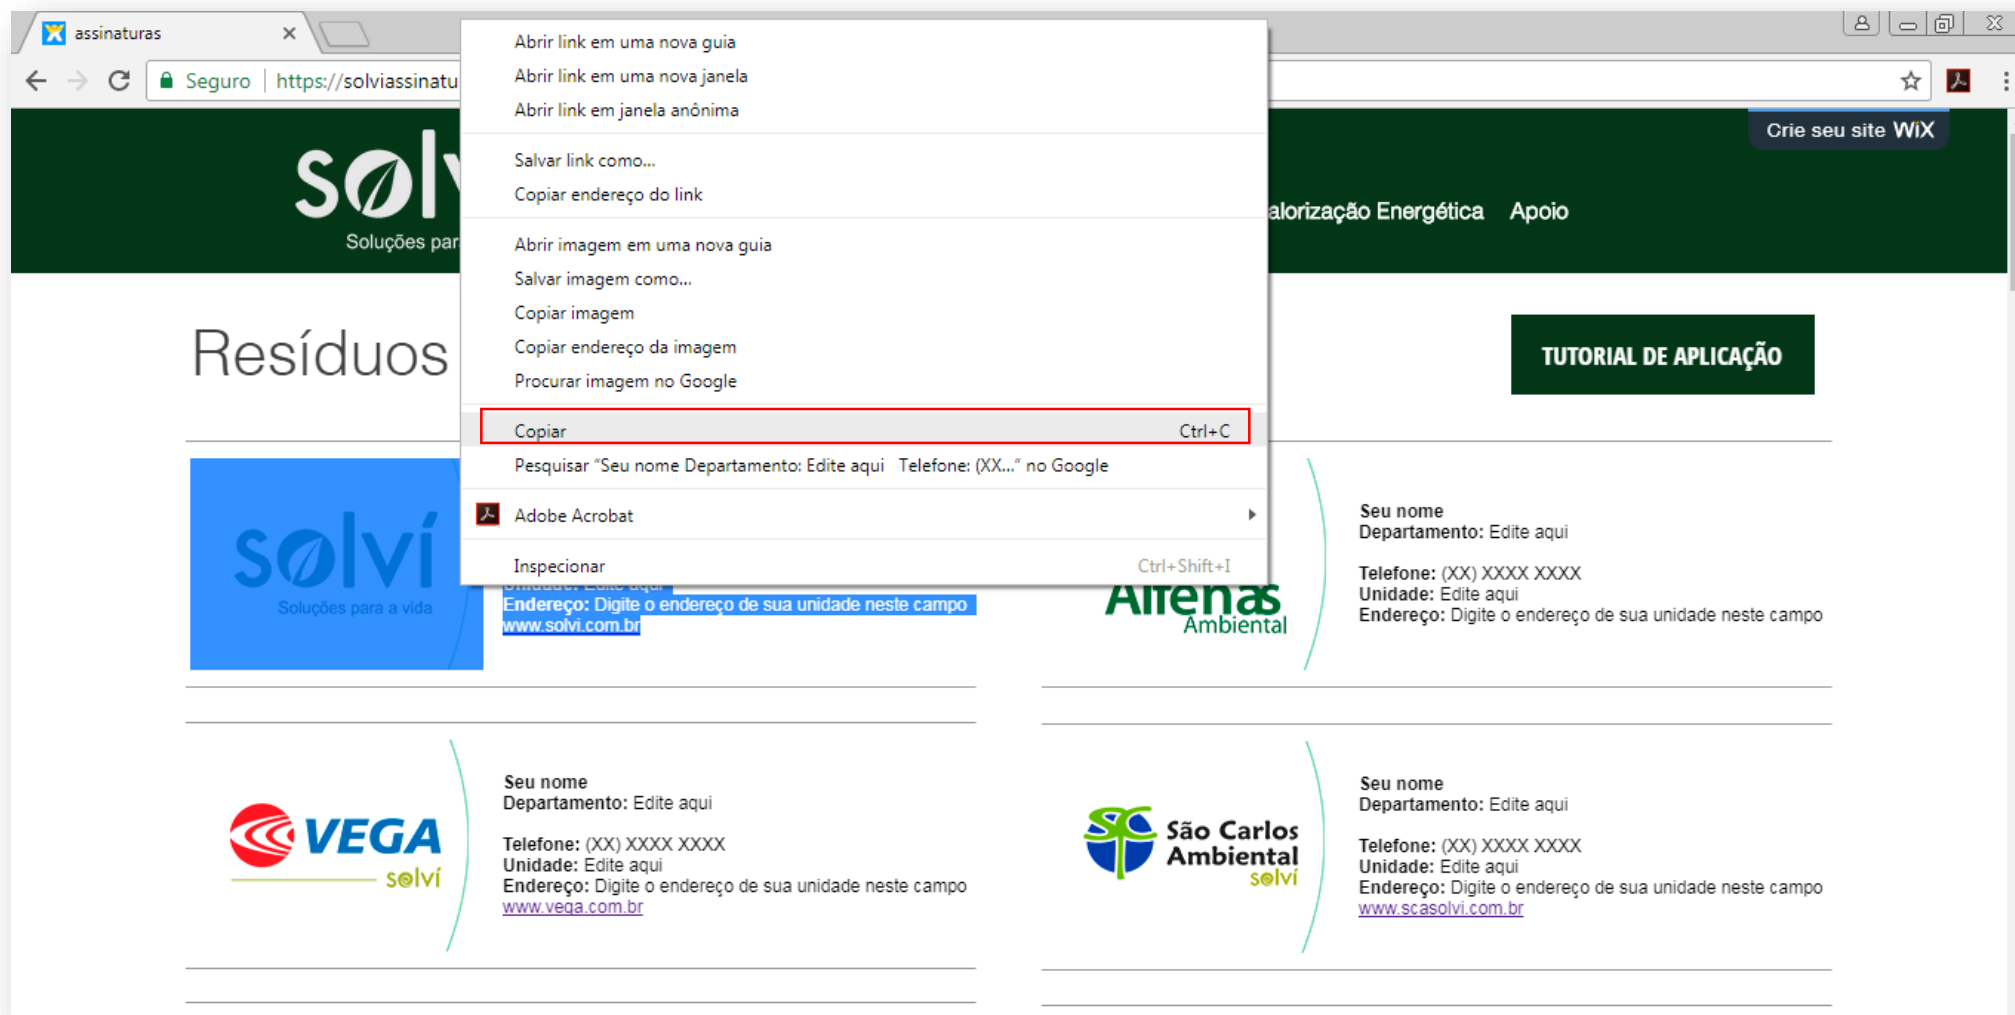 assinaturas
Seguro
https://solviassinatu
Crie seu site WiX
Soluções par
alorização Energética Apoio
Abrir link em uma nova guia
Abrir link em uma nova janela
Abrir link em janela anônima
Salvar link como...
Copiar endereço do link
Abrir imagem em uma nova guia
Salvar imagem como...
Copiar imagem
Copiar endereço da imagem
Procurar imagem no Google
Copiar Ctrl+C
Pesquisar “Seu nome Departamento: Edite aqui Telefone: (XX...” no Google
Adobe Acrobat
Inspecionar Ctrl+Shift+I
Resíduos
TUTORIAL DE APLICAÇÃO
solví
Soluções para a vida
Unidade: Edite aqui
Endereço: Digite o endereço de sua unidade neste campo
www.solvi.com.br
Alfenas
Ambiental
Seu nome
Departamento: Edite aqui
Telefone: (XX) XXXX XXXX
Unidade: Edite aqui
Endereço: Digite o endereço de sua unidade neste campo
VEGA
solví
Seu nome
Departamento: Edite aqui
Telefone: (XX) XXXX XXXX
Unidade: Edite aqui
Endereço: Digite o endereço de sua unidade neste campo
www.vega.com.br
São Carlos
Ambiental
solví
Seu nome
Departamento: Edite aqui
Telefone: (XX) XXXX XXXX
Unidade: Edite aqui
Endereço: Digite o endereço de sua unidade neste campo
www.scasolvi.com.br